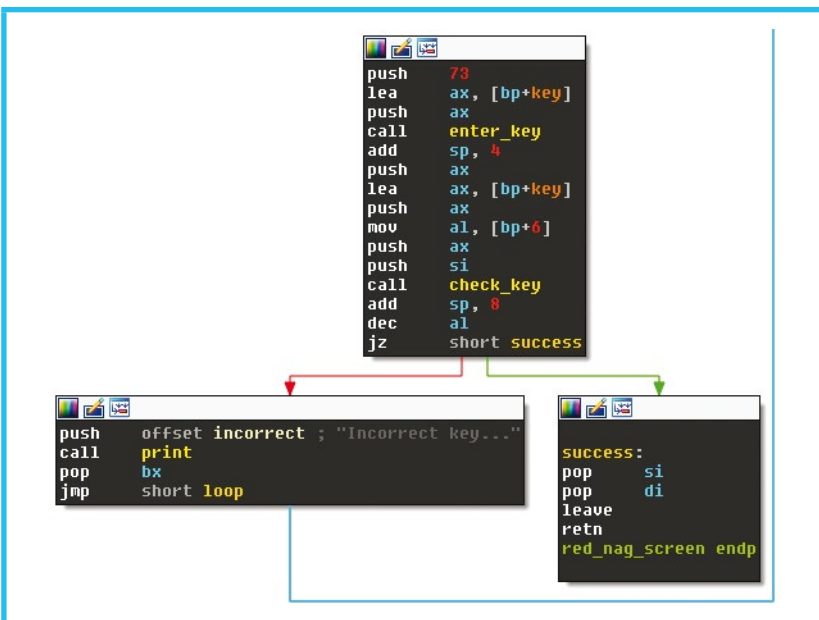 push 73
lea ax, [bp+key]
push ax
call enter_key
add sp, 4
push ax
lea ax, [bp+key]
push ax
mov al, [bp+6]
push ax
push si
call check_key
add sp, 8
dec al
jz short success
push offset incorrect ; "Incorrect key..."
call print
pop bx
jmp short loop
success:
pop si
pop di
leave
retn
red_nag_screen endp